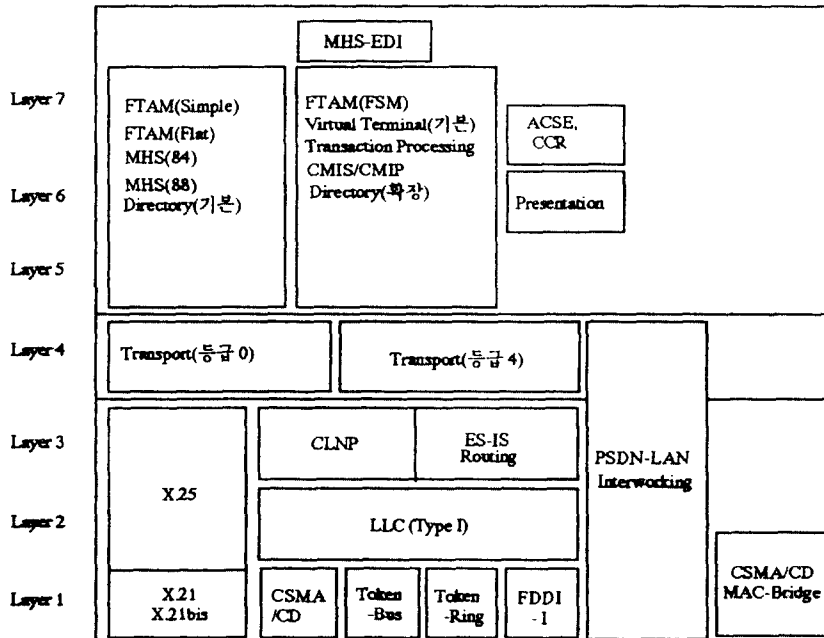 MHS-EDI
Layer 7
FTAM(Simple)
FTAM(Flat)
MHS(84)
MHS(88)
Directory(기본)
FTAM(FSM)
Virtual Terminal(기본)
Transaction Processing
CMIS/CMIP
Directory(확장)
ACSE,
CCR
Layer 6
Presentation
Layer 5
Layer 4
Transport(등급 0)
Transport(등급 4)
Layer 3
CLNP
ES-IS
Routing
PSDN-LAN
Interworking
X.25
Layer 2
LLC (Type I)
Layer 1
X.21
X.21bis
CSMA
/CD
Token
-Bus
Token
-Ring
FDDI
- I
CSMA/CD
MAC-Bridge